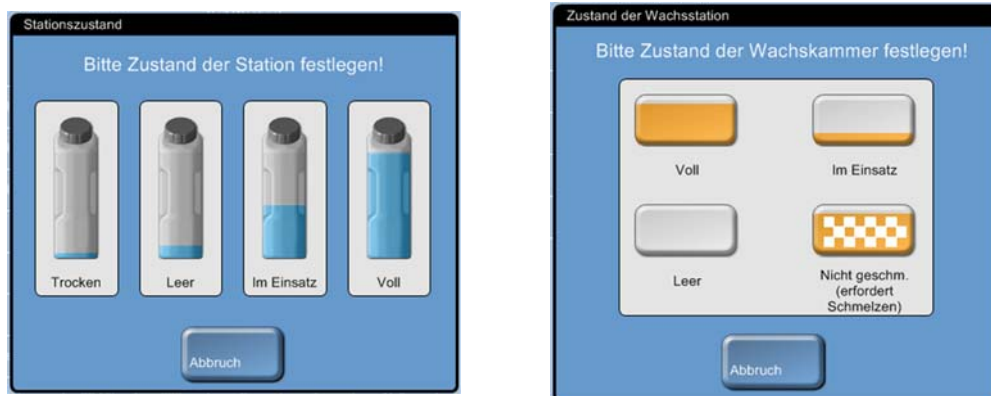 Stationszustand
Bitte Zustand der Station festlegen!
Trocken
Leer
Im Einsatz
Voll
Abbruch
Zustand der Wachsstation
Bitte Zustand der Wachskammer festlegen!
Voll
Im Einsatz
Leer
Nicht geschm.
(erfordert
Schmelzen)
Abbruch